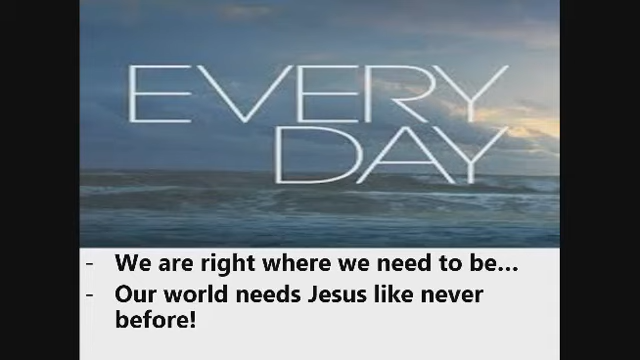 EVERY
DAY
- We are right where we need to be...
- Our world needs Jesus like never
before!